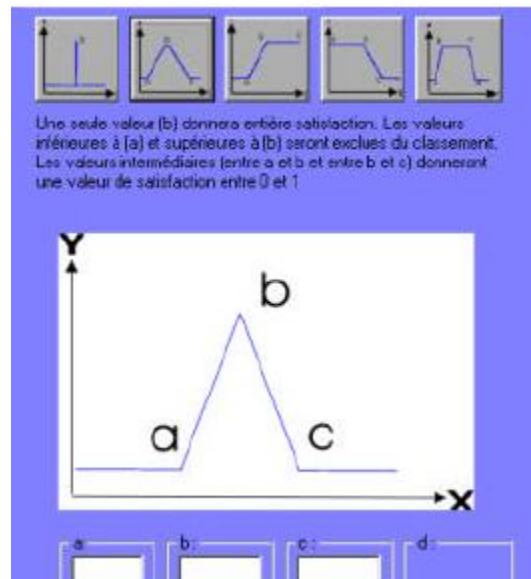 Une seule valeur (b) donnera entière satisfaction. Les valeurs
inférieures à (a) et supérieures à (b) seront exclues du classement.
Les valeurs intermédiaires (entre a et b et entre b et c) donneront
une valeur de satisfaction entre 0 et 1
Y
b
a c
X
a: b: c: d: